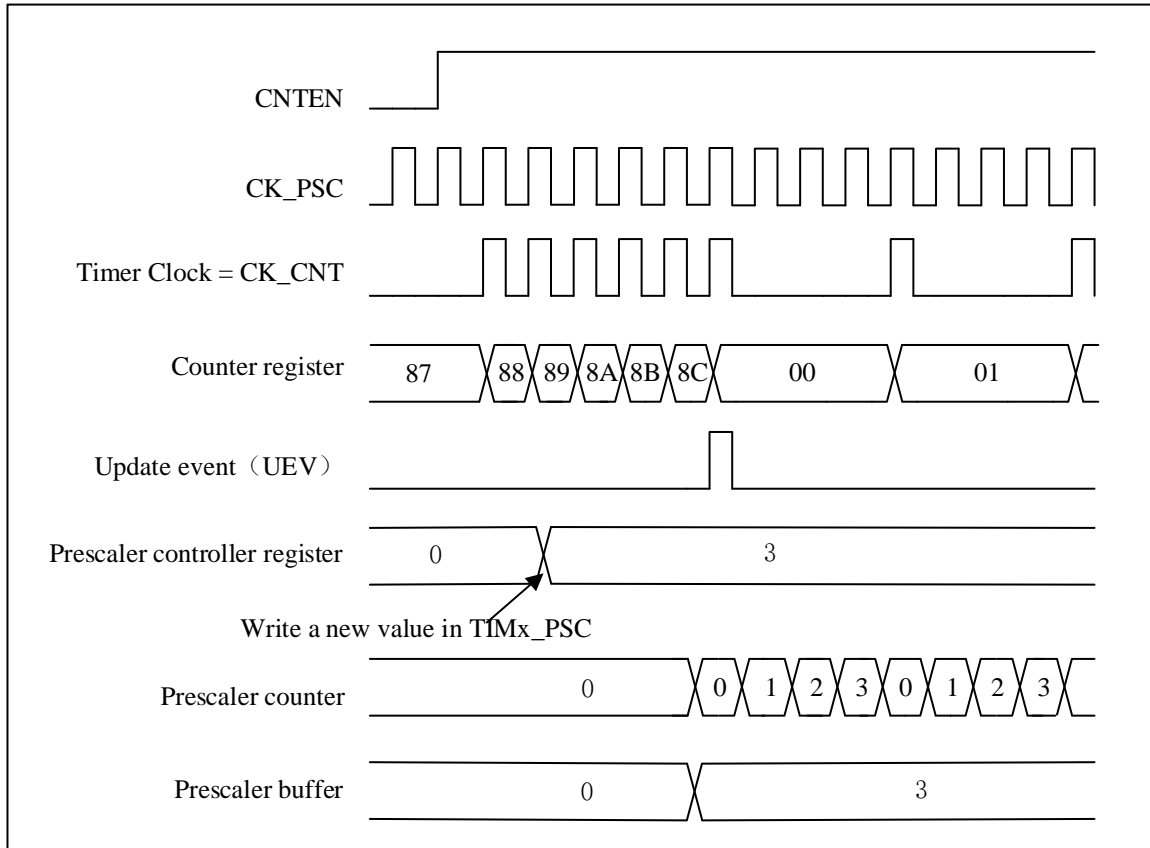 CNTEN
CK_PSC
Timer Clock = CK_CNT
Counter register
87 88 89 8A 8B 8C 00 01
Update event（UEV）
Prescaler controller register
0 3
Write a new value in TIMx_PSC
Prescaler counter
0 0 1 2 3 0 1 2 3
Prescaler buffer
0 3